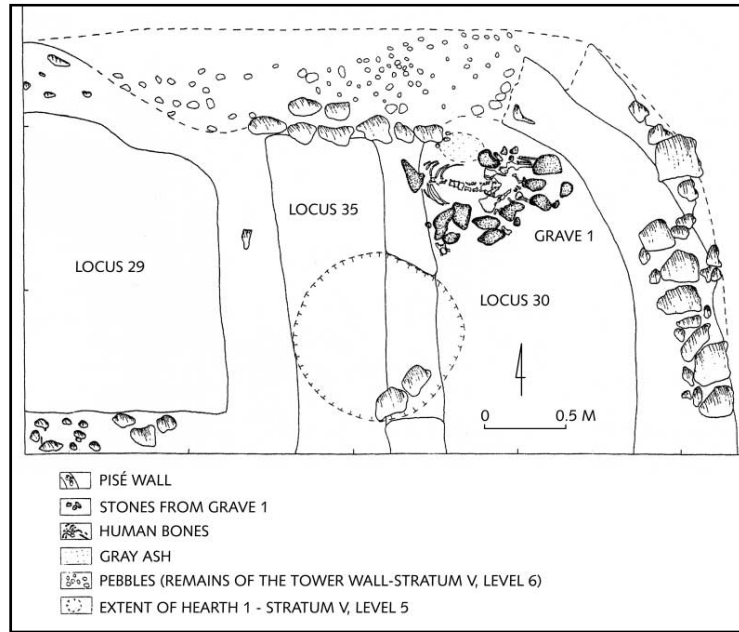 LOCUS 35
LOCUS 29
GRAVE 1
LOCUS 30
0 0.5 M
PISÉ WALL
STONES FROM GRAVE 1
HUMAN BONES
GRAY ASH
PEBBLES (REMAINS OF THE TOWER WALL-STRATUM V, LEVEL 6)
EXTENT OF HEARTH 1 - STRATUM V, LEVEL 5